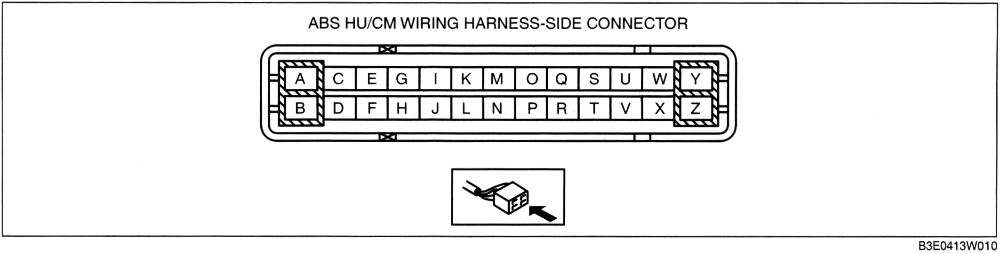 ABS HU/CM WIRING HARNESS-SIDE CONNECTOR
A C E G I K M O Q S U W Y
B D F H J L N P R T V X Z
B3E0413W010